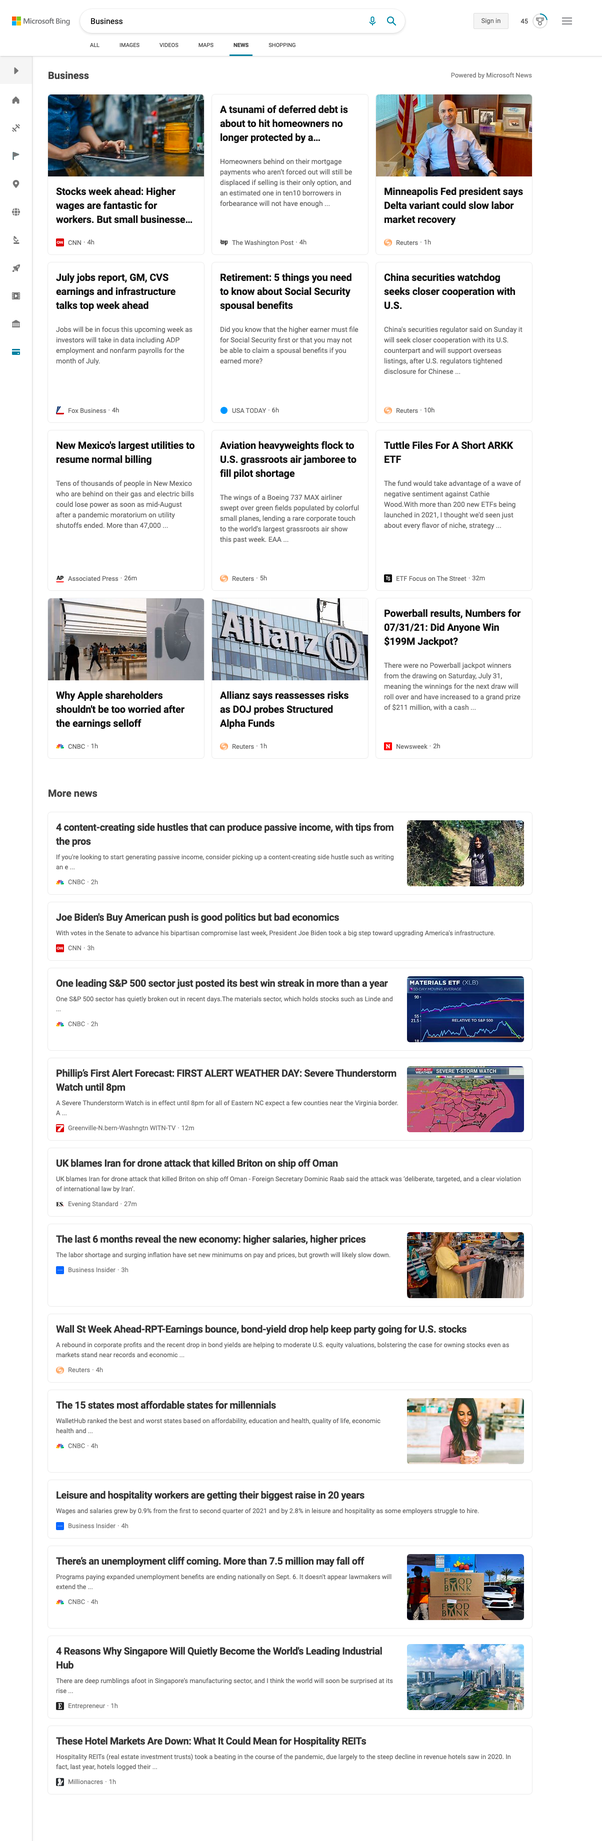 Microsoft Bing
Business
Sign in
45
ALL
IMAGES
VIDEOS
MAPS
NEWS
SHOPPING
Business
Powered by Microsoft News
Stocks week ahead: Higher
wages are fantastic for
workers. But small businesse...
CNN · 4h
A tsunami of deferred debt is
about to hit homeowners no
longer protected by a...
Homeowners behind on their mortgage
payments who aren't forced out will still be
displaced if selling is their only option, and
an estimated one in ten10 borrowers in
forbearance will not have enough ...
wp The Washington Post · 4h
Minneapolis Fed president says
Delta variant could slow labor
market recovery
Reuters · 1h
July jobs report, GM, CVS
earnings and infrastructure
talks top week ahead
Jobs will be in focus this upcoming week as
investors will take in data including ADP
employment and nonfarm payrolls for the
month of July.
Fox Business · 4h
Retirement: 5 things you need
to know about Social Security
spousal benefits
Did you know that the higher earner must file
for Social Security first or that you may not
be able to claim a spousal benefits if you
earned more?
USA TODAY · 6h
China securities watchdog
seeks closer cooperation with
U.S.
China's securities regulator said on Sunday it
will seek closer cooperation with its U.S.
counterpart and will support overseas
listings, after U.S. regulators tightened
disclosure for Chinese ...
Reuters · 10h
New Mexico's largest utilities to
resume normal billing
Tens of thousands of people in New Mexico
who are behind on their gas and electric bills
could lose power as soon as mid-August
after a pandemic moratorium on utility
shutoffs ended. More than 47,000 ...
AP Associated Press · 26m
Aviation heavyweights flock to
U.S. grassroots air jamboree to
fill pilot shortage
The wings of a Boeing 737 MAX airliner
swept over green fields populated by colorful
small planes, lending a rare corporate touch
to the world's largest grassroots air show
this past week. EAA ...
Reuters · 5h
Tuttle Files For A Short ARKK
ETF
The fund would take advantage of a wave of
negative sentiment against Cathie
Wood.With more than 200 new ETFs being
launched in 2021, I thought we'd seen just
about every flavor of niche, strategy ...
ETF Focus on The Street · 32m
Why Apple shareholders
shouldn't be too worried after
the earnings selloff
CNBC · 1h
Allianz
Allianz says reassesses risks
as DOJ probes Structured
Alpha Funds
Reuters · 1h
Powerball results, Numbers for
07/31/21: Did Anyone Win
$199M Jackpot?
There were no Powerball jackpot winners
from the drawing on Saturday, July 31,
meaning the winnings for the next draw will
roll over and have increased to a grand prize
of $211 million, with a cash ...
N Newsweek · 2h
More news
4 content-creating side hustles that can produce passive income, with tips from
the pros
If you're looking to start generating passive income, consider picking up a content-creating side hustle such as writing
an e ...
CNBC · 2h
Joe Biden's Buy American push is good politics but bad economics
With votes in the Senate to advance his bipartisan compromise last week, President Joe Biden took a big step toward upgrading America's infrastructure.
CNN · 3h
One leading S&P 500 sector just posted its best win streak in more than a year
One S&P 500 sector has quietly broken out in recent days.The materials sector, which holds stocks such as Linde and
...
CNBC · 2h
MATERIALS ETF (XLB)
RELATIVE TO S&P 500
Phillip's First Alert Forecast: FIRST ALERT WEATHER DAY: Severe Thunderstorm
Watch until 8pm
A Severe Thunderstorm Watch is in effect until 8pm for all of Eastern NC expect a few counties near the Virginia border.
A ...
Greenville-N.bern-Washngtn WITN-TV · 12m
SEVERE T-STORM WATCH
UK blames Iran for drone attack that killed Briton on ship off Oman
UK blames Iran for drone attack that killed Briton on ship off Oman - Foreign Secretary Dominic Raab said the attack was 'deliberate, targeted, and a clear violation
of international law by Iran'.
ES. Evening Standard · 27m
The last 6 months reveal the new economy: higher salaries, higher prices
The labor shortage and surging inflation have set new minimums on pay and prices, but growth will likely slow down.
Business Insider · 3h
Wall St Week Ahead-RPT-Earnings bounce, bond-yield drop help keep party going for U.S. stocks
A rebound in corporate profits and the recent drop in bond yields are helping to moderate U.S. equity valuations, bolstering the case for owning stocks even as
markets stand near records and economic ...
Reuters · 4h
The 15 states most affordable states for millennials
WalletHub ranked the best and worst states based on affordability, education and health, quality of life, economic
health and ...
CNBC · 4h
Leisure and hospitality workers are getting their biggest raise in 20 years
Wages and salaries grew by 0.9% from the first to second quarter of 2021 and by 2.8% in leisure and hospitality as some employers struggle to hire.
Business Insider · 4h
There's an unemployment cliff coming. More than 7.5 million may fall off
Programs paying expanded unemployment benefits are ending nationally on Sept. 6. It doesn't appear lawmakers will
extend the ...
CNBC · 4h
FOOD
BANK
FOOD
BANK
4 Reasons Why Singapore Will Quietly Become the World's Leading Industrial
Hub
There are deep rumblings afoot in Singapore's manufacturing sector, and I think the world will soon be surprised at its
rise ...
E Entrepreneur · 1h
These Hotel Markets Are Down: What It Could Mean for Hospitality REITs
Hospitality REITs (real estate investment trusts) took a beating in the course of the pandemic, due largely to the steep decline in revenue hotels saw in 2020. In
fact, last year, hotels logged their ...
Millionacres · 1h